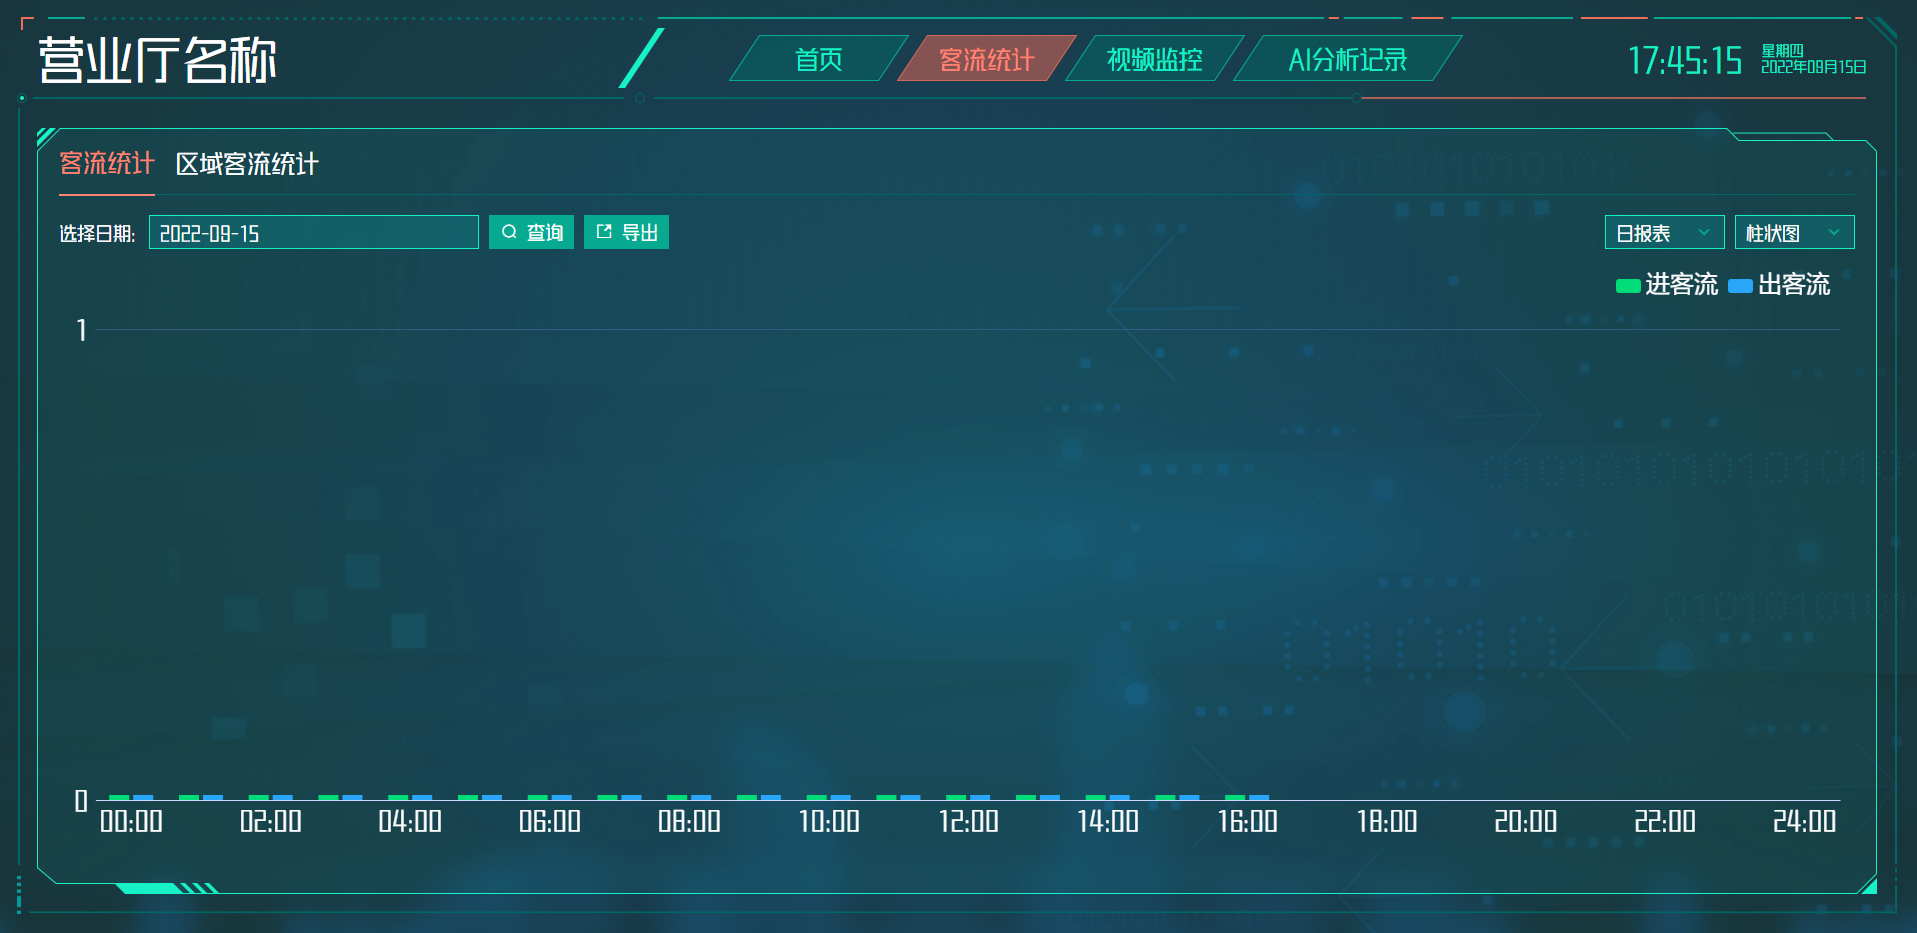 营业厅名称
首页 客流统计 视频监控 AI分析记录
17:45:15
星期四
2022年09月15日
客流统计 区域客流统计
选择日期: 2022-09-15 查询 导出 日报表 柱状图
进客流 出客流
1
0
00:00 02:00 04:00 06:00 08:00 10:00 12:00 14:00 16:00 18:00 20:00 22:00 24:00